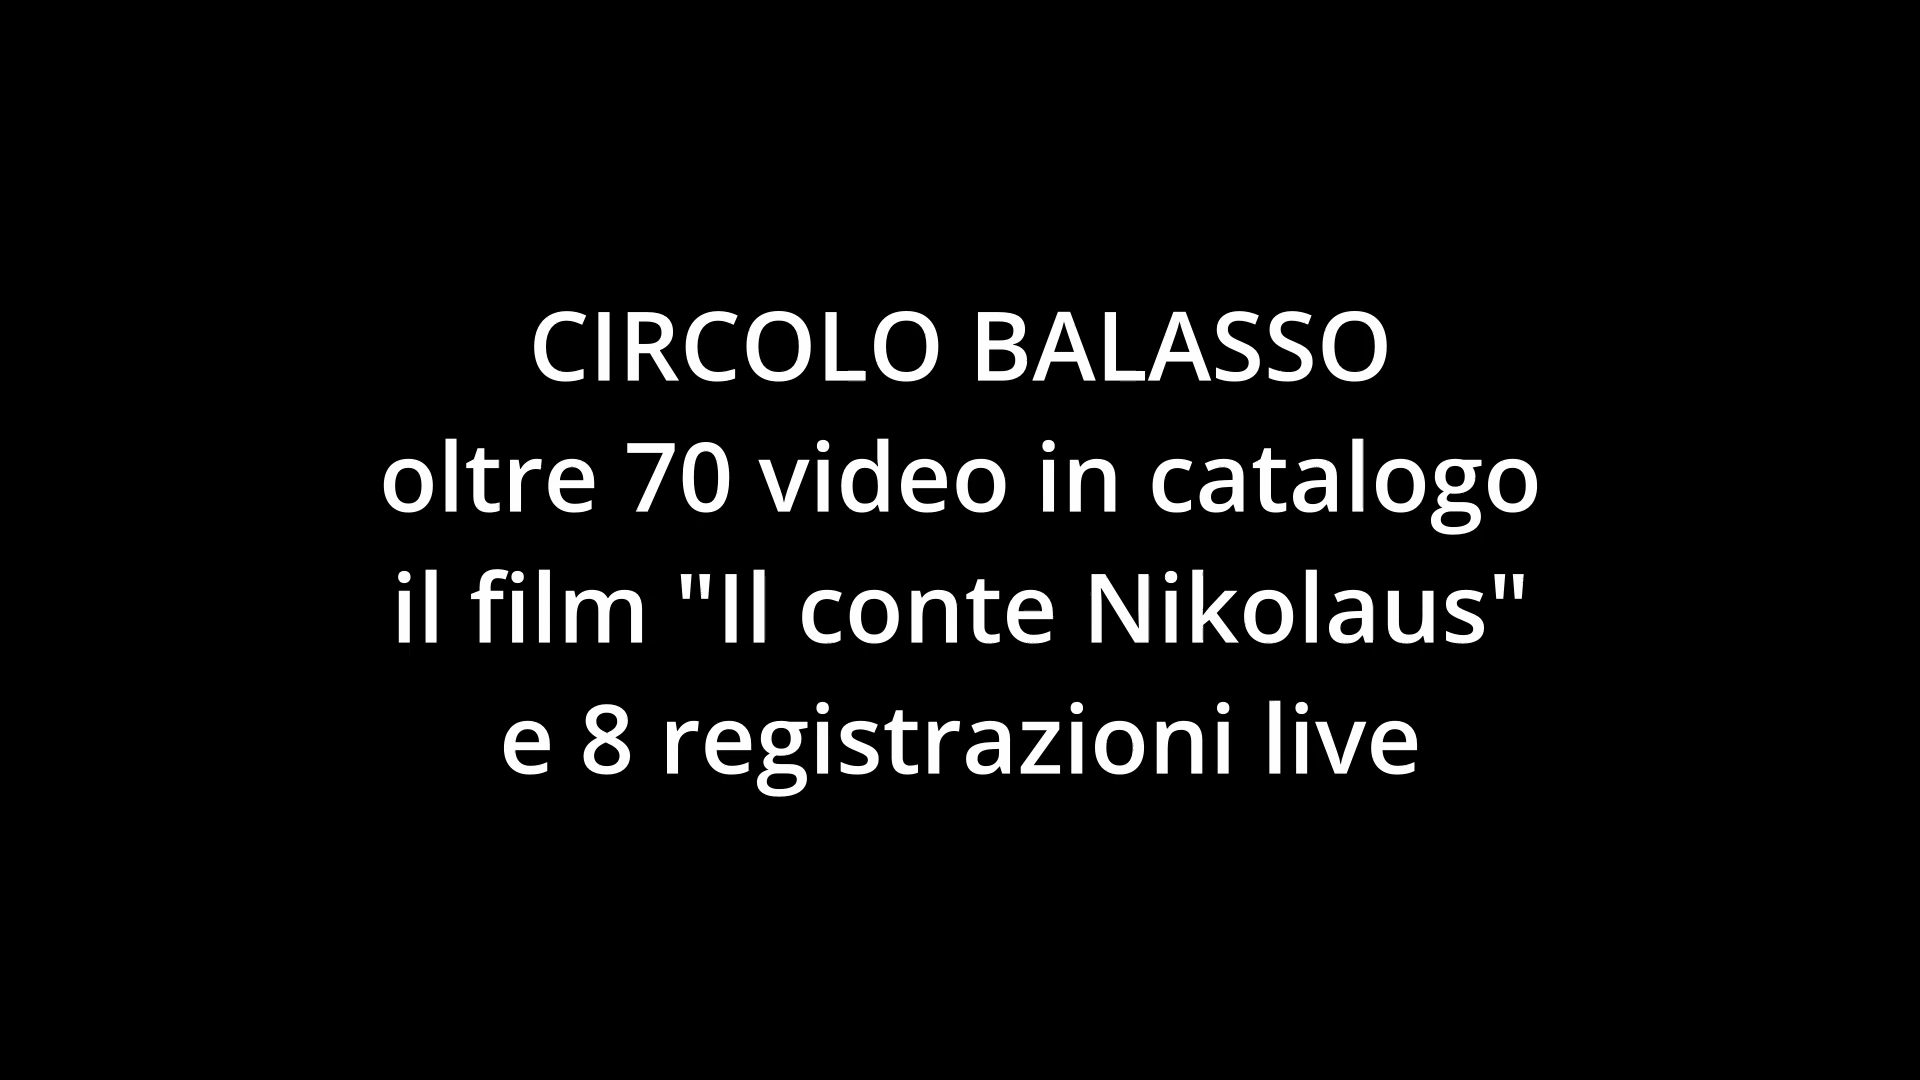 CIRCOLO BALASSO
oltre 70 video in catalogo
il film "Il conte Nikolaus"
e 8 registrazioni live